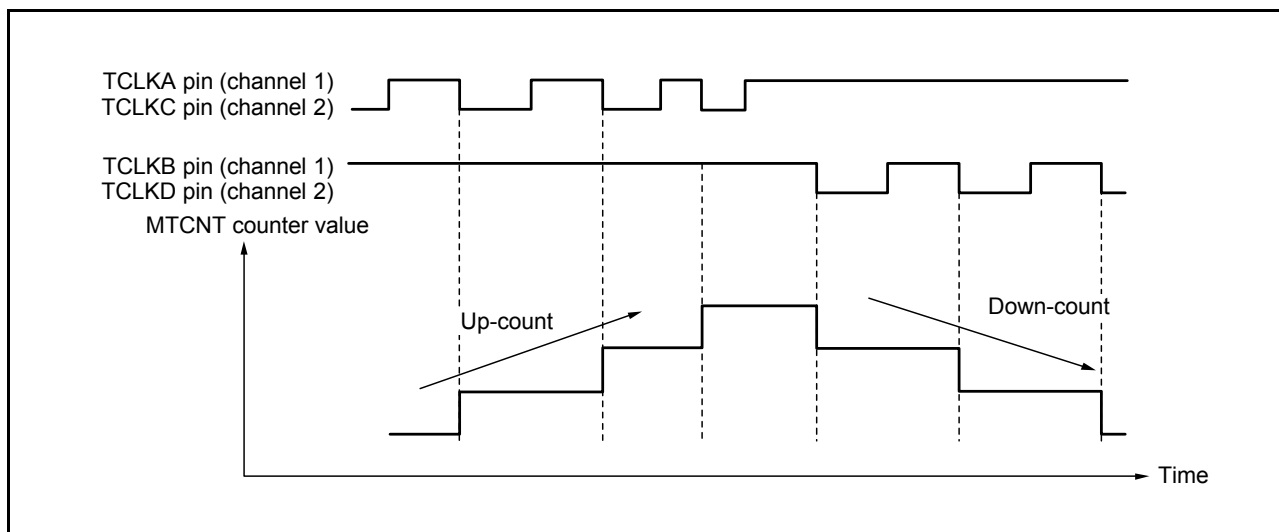 TCLKA pin (channel 1)
TCLKC pin (channel 2)
TCLKB pin (channel 1)
TCLKD pin (channel 2)
MTCNT counter value
Up-count
Down-count
Time